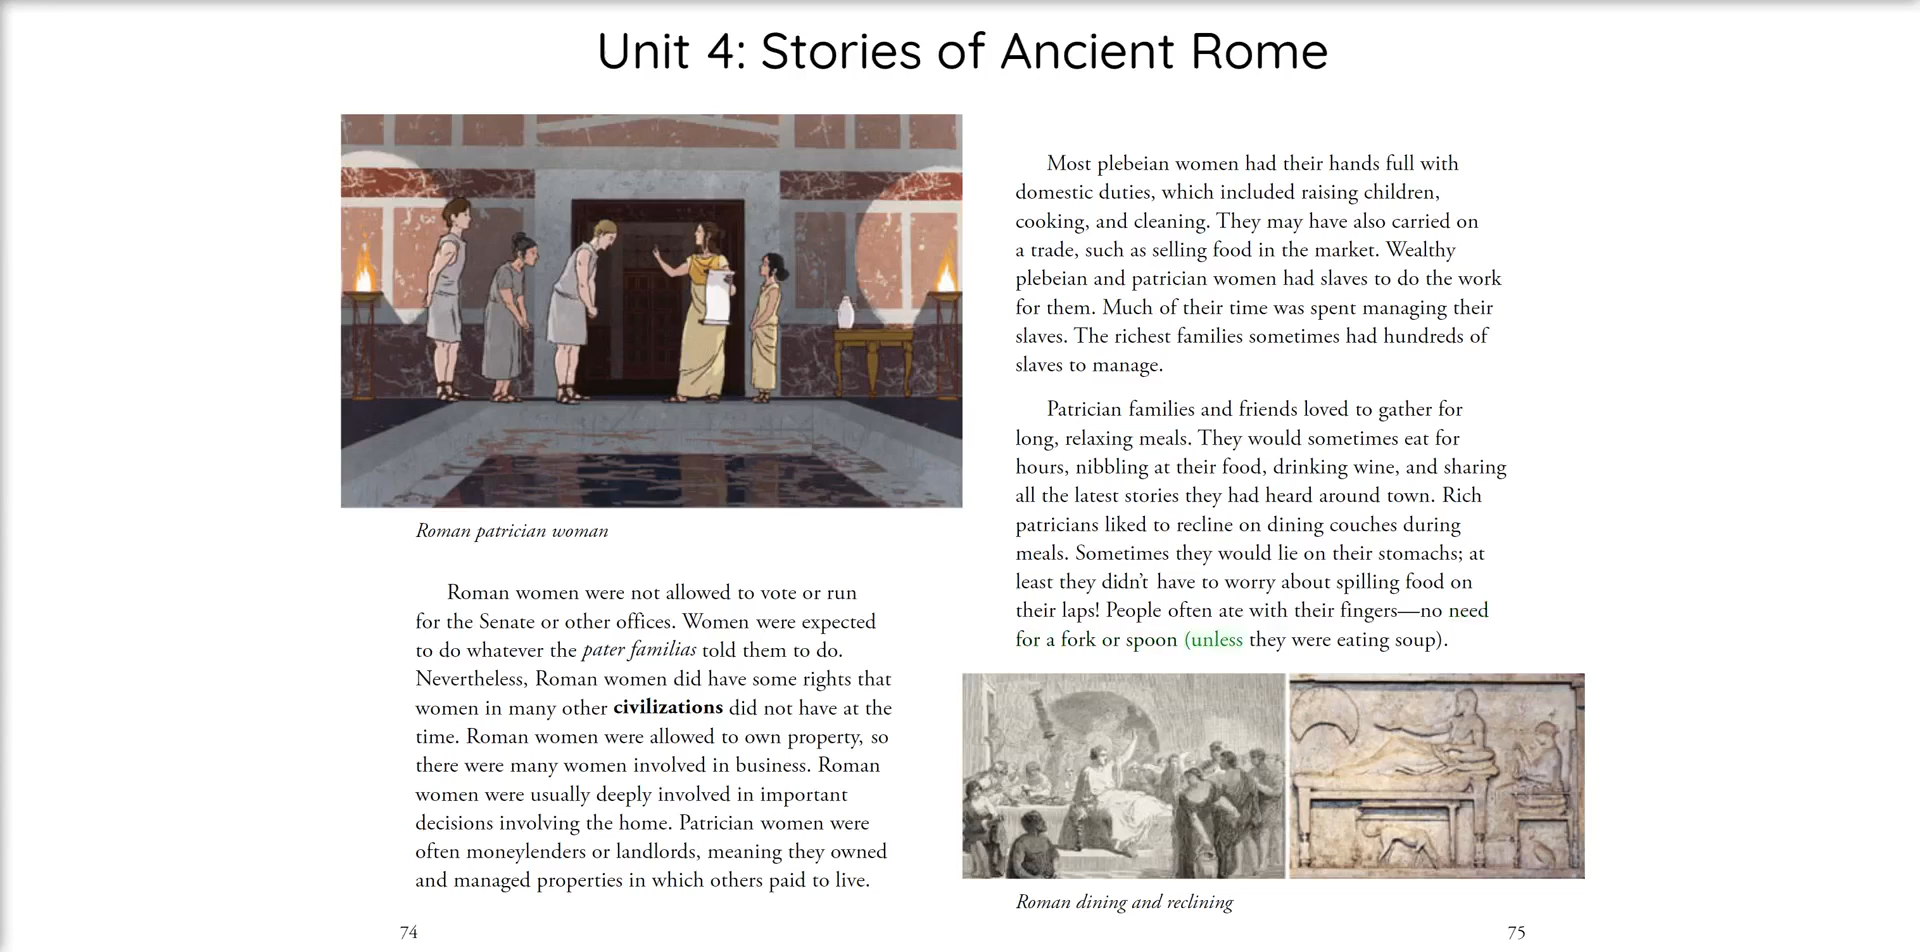 Unit 4: Stories of Ancient Rome
Roman patrician woman
Roman women were not allowed to vote or run
for the Senate or other offices. Women were expected
to do whatever the pater familias told them to do.
Nevertheless, Roman women did have some rights that
women in many other civilizations did not have at the
time. Roman women were allowed to own property, so
there were many women involved in business. Roman
women were usually deeply involved in important
decisions involving the home. Patrician women were
often moneylenders or landlords, meaning they owned
and managed properties in which others paid to live.
74
Most plebeian women had their hands full with
domestic duties, which included raising children,
cooking, and cleaning. They may have also carried on
a trade, such as selling food in the market. Wealthy
plebeian and patrician women had slaves to do the work
for them. Much of their time was spent managing their
slaves. The richest families sometimes had hundreds of
slaves to manage.
Patrician families and friends loved to gather for
long, relaxing meals. They would sometimes eat for
hours, nibbling at their food, drinking wine, and sharing
all the latest stories they had heard around town. Rich
patricians liked to recline on dining couches during
meals. Sometimes they would lie on their stomachs; at
least they didn't have to worry about spilling food on
their laps! People often ate with their fingers—no need
for a fork or spoon (unless they were eating soup).
Roman dining and reclining
75